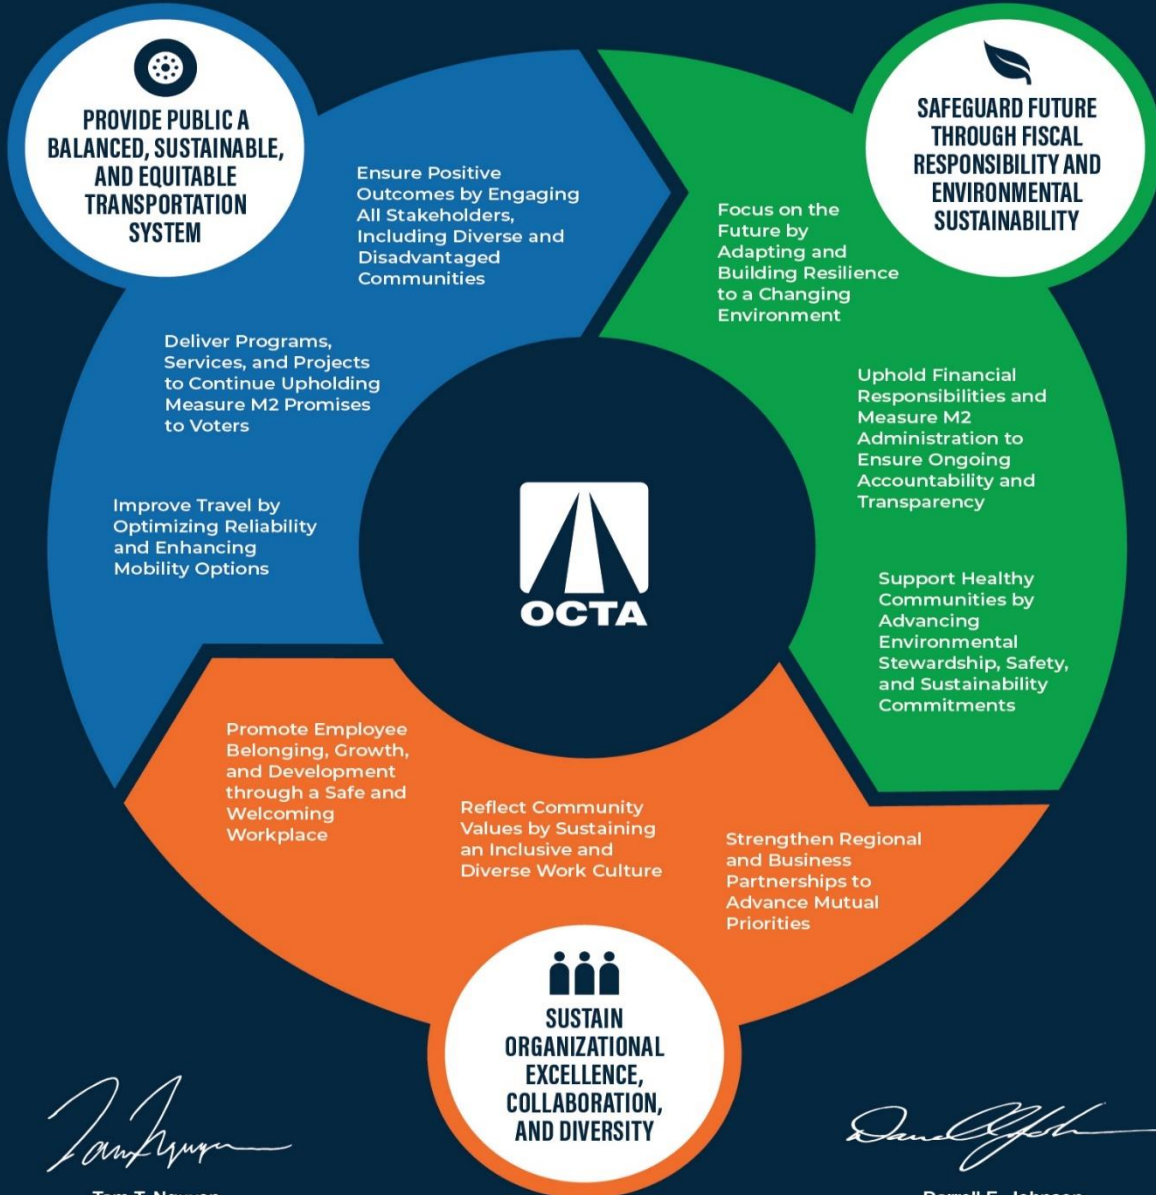 PROVIDE PUBLIC A
BALANCED, SUSTAINABLE,
AND EQUITABLE
TRANSPORTATION
SYSTEM
Ensure Positive
Outcomes by Engaging
All Stakeholders,
Including Diverse and
Disadvantaged
Communities
Deliver Programs,
Services, and Projects
to Continue Upholding
Measure M2 Promises
to Voters
Improve Travel by
Optimizing Reliability
and Enhancing
Mobility Options
SAFEGUARD FUTURE
THROUGH FISCAL
RESPONSIBILITY AND
ENVIRONMENTAL
SUSTAINABILITY
Focus on the
Future by
Adapting and
Building Resilience
to a Changing
Environment
Uphold Financial
Responsibilities and
Measure M2
Administration to
Ensure Ongoing
Accountability and
Transparency
Support Healthy
Communities by
Advancing
Environmental
Stewardship, Safety,
and Sustainability
Commitments
OCTA
Promote Employee
Belonging, Growth,
and Development
through a Safe and
Welcoming
Workplace
Reflect Community
Values by Sustaining
an Inclusive and
Diverse Work Culture
Strengthen Regional
and Business
Partnerships to
Advance Mutual
Priorities
SUSTAIN
ORGANIZATIONAL
EXCELLENCE,
COLLABORATION,
AND DIVERSITY
Tam T. Nguyen
Darrell E. Johnson